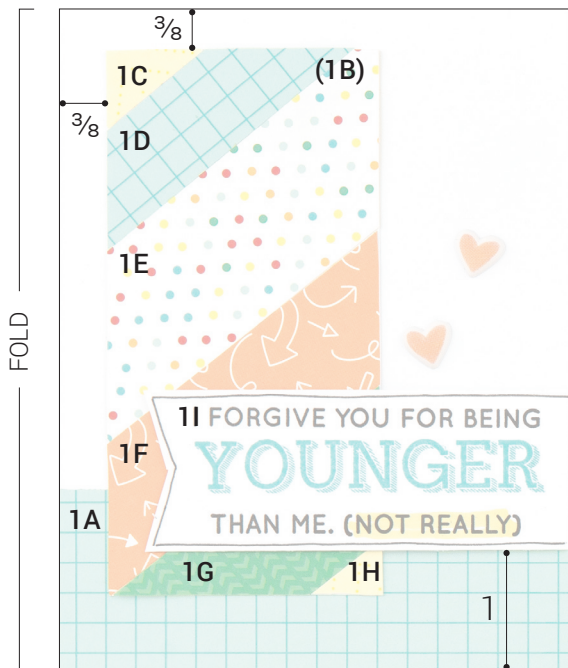 3/8
3/8
1C
(1B)
1D
1E
FOLD
1I FORGIVE YOU FOR BEING
YOUNGER
1F
1A
THAN ME. (NOT REALLY)
1G
1H
1